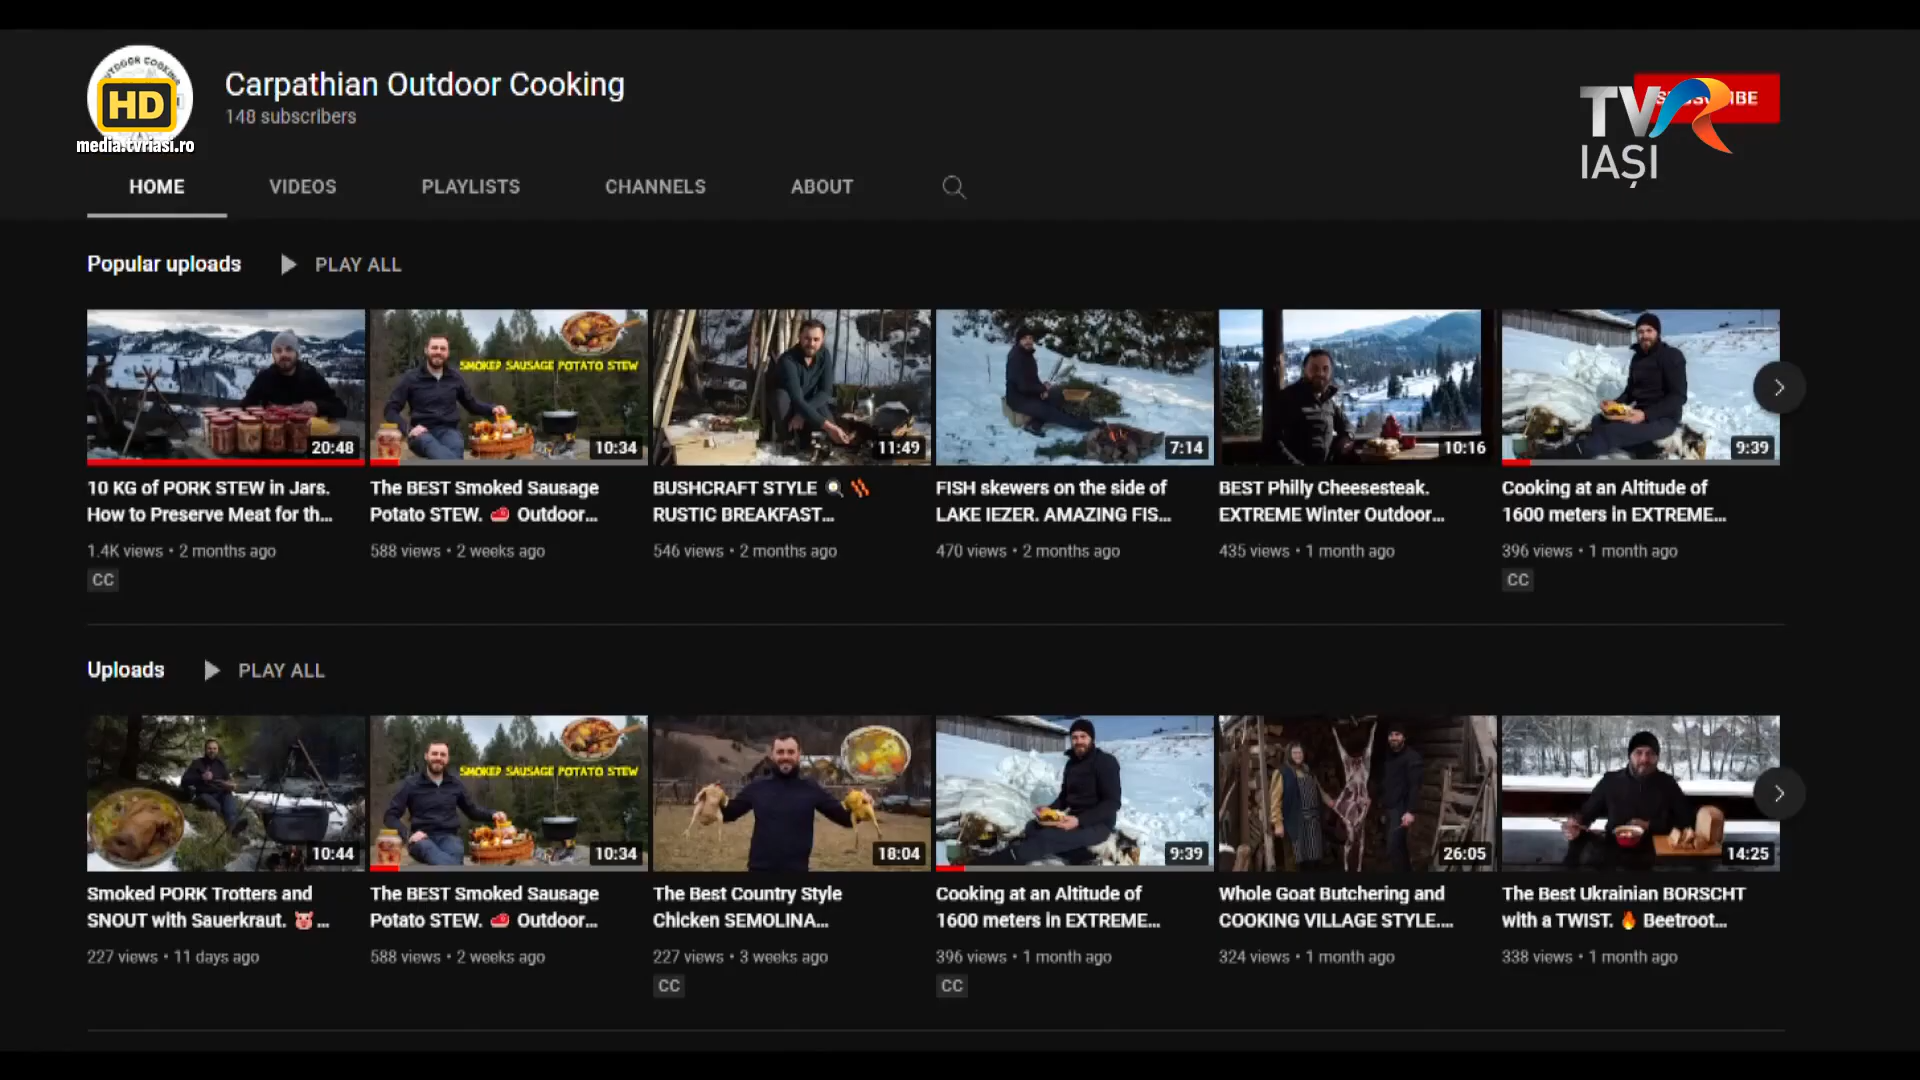 OUTDOOR COOKING
HD
media.tvriasi.ro
Carpathian Outdoor Cooking
148 subscribers
TVR
IAȘI
HOME
VIDEOS
PLAYLISTS
CHANNELS
ABOUT
Popular uploads
PLAY ALL
SMOKED SAUSAGE POTATO STEW
20:48
10:34
11:49
7:14
10:16
9:39
10 KG of PORK STEW in Jars.
How to Preserve Meat for th...
1.4K views • 2 months ago
CC
The BEST Smoked Sausage
Potato STEW. 🥩 Outdoor...
588 views • 2 weeks ago
BUSHCRAFT STYLE 🍳 🥓
RUSTIC BREAKFAST...
546 views • 2 months ago
FISH skewers on the side of
LAKE IEZER. AMAZING FIS...
470 views • 2 months ago
BEST Philly Cheesesteak.
EXTREME Winter Outdoor...
435 views • 1 month ago
Cooking at an Altitude of
1600 meters in EXTREME...
396 views • 1 month ago
CC
Uploads
PLAY ALL
SMOKED SAUSAGE POTATO STEW
10:44
10:34
18:04
9:39
26:05
14:25
Smoked PORK Trotters and
SNOUT with Sauerkraut. 🐷...
227 views • 11 days ago
The BEST Smoked Sausage
Potato STEW. 🥩 Outdoor...
588 views • 2 weeks ago
The Best Country Style
Chicken SEMOLINA...
227 views • 3 weeks ago
CC
Cooking at an Altitude of
1600 meters in EXTREME...
396 views • 1 month ago
CC
Whole Goat Butchering and
COOKING VILLAGE STYLE....
324 views • 1 month ago
The Best Ukrainian BORSCHT
with a TWIST. 🔥 Beetroot...
338 views • 1 month ago